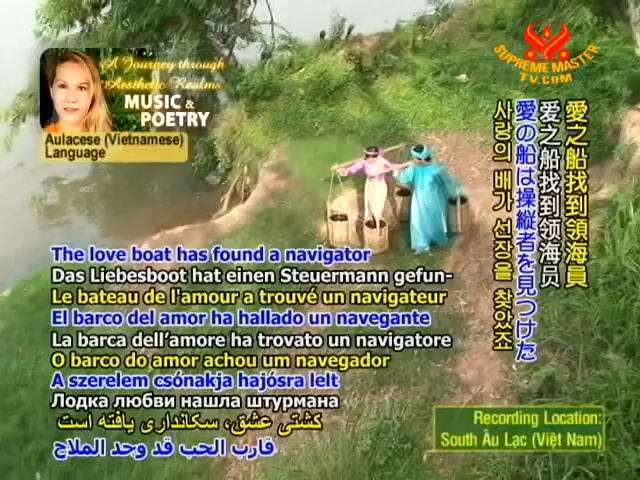 A Journey through
Aesthetic Realms
MUSIC &
POETRY
Aulacese (Vietnamese)
Language
SUPREME MASTER
TV.COM
愛之船找到領海員
爱之船找到领海员
愛の船は操縦者を見つけた
사랑의 배가 선장을 찾았죠
The love boat has found a navigator
Das Liebesboot hat einen Steuermann gefun-
Le bateau de l'amour a trouvé un navigateur
El barco del amor ha hallado un navegante
La barca dell'amore ha trovato un navigatore
O barco do amor achou um navegador
A szerelem csónakja hajósra lelt
Лодка любви нашла штурмана
کشتی عشق، سکانداری یافته است
قارب الحب قد وجد الملاح
Recording Location:
South Âu Lạc (Việt Nam)